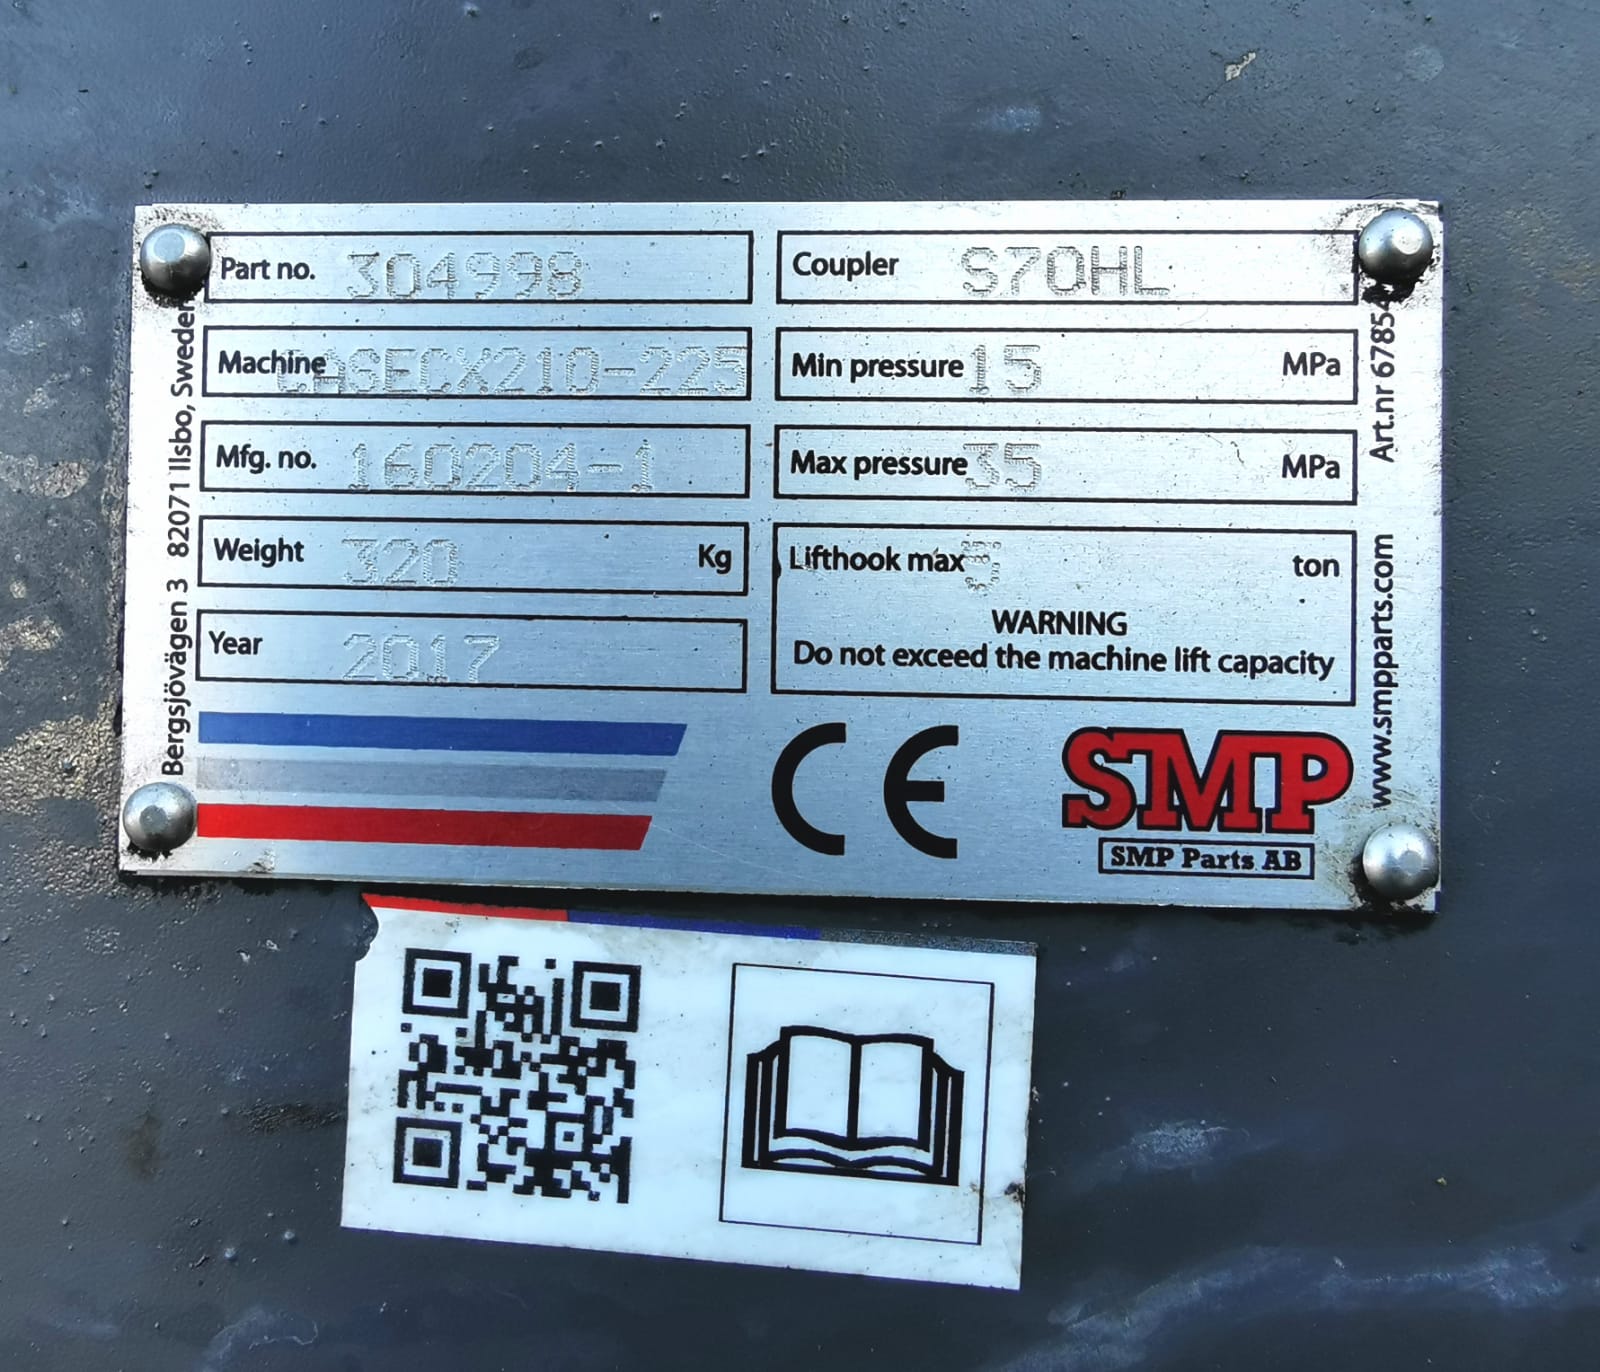 Part no. 304998
Machine CASECX210-225
Mfg. no. 160204-1
Weight 320 Kg
Year 2017
Coupler S70HL
Min pressure 15 MPa
Max pressure 35 MPa
Lifthook max 5 ton
WARNING
Do not exceed the machine lift capacity
CE
SMP
SMP Parts AB
Bergsjövägen 3 82071 Ilsbo, Sweden
www.smpparts.com Art.nr 67854